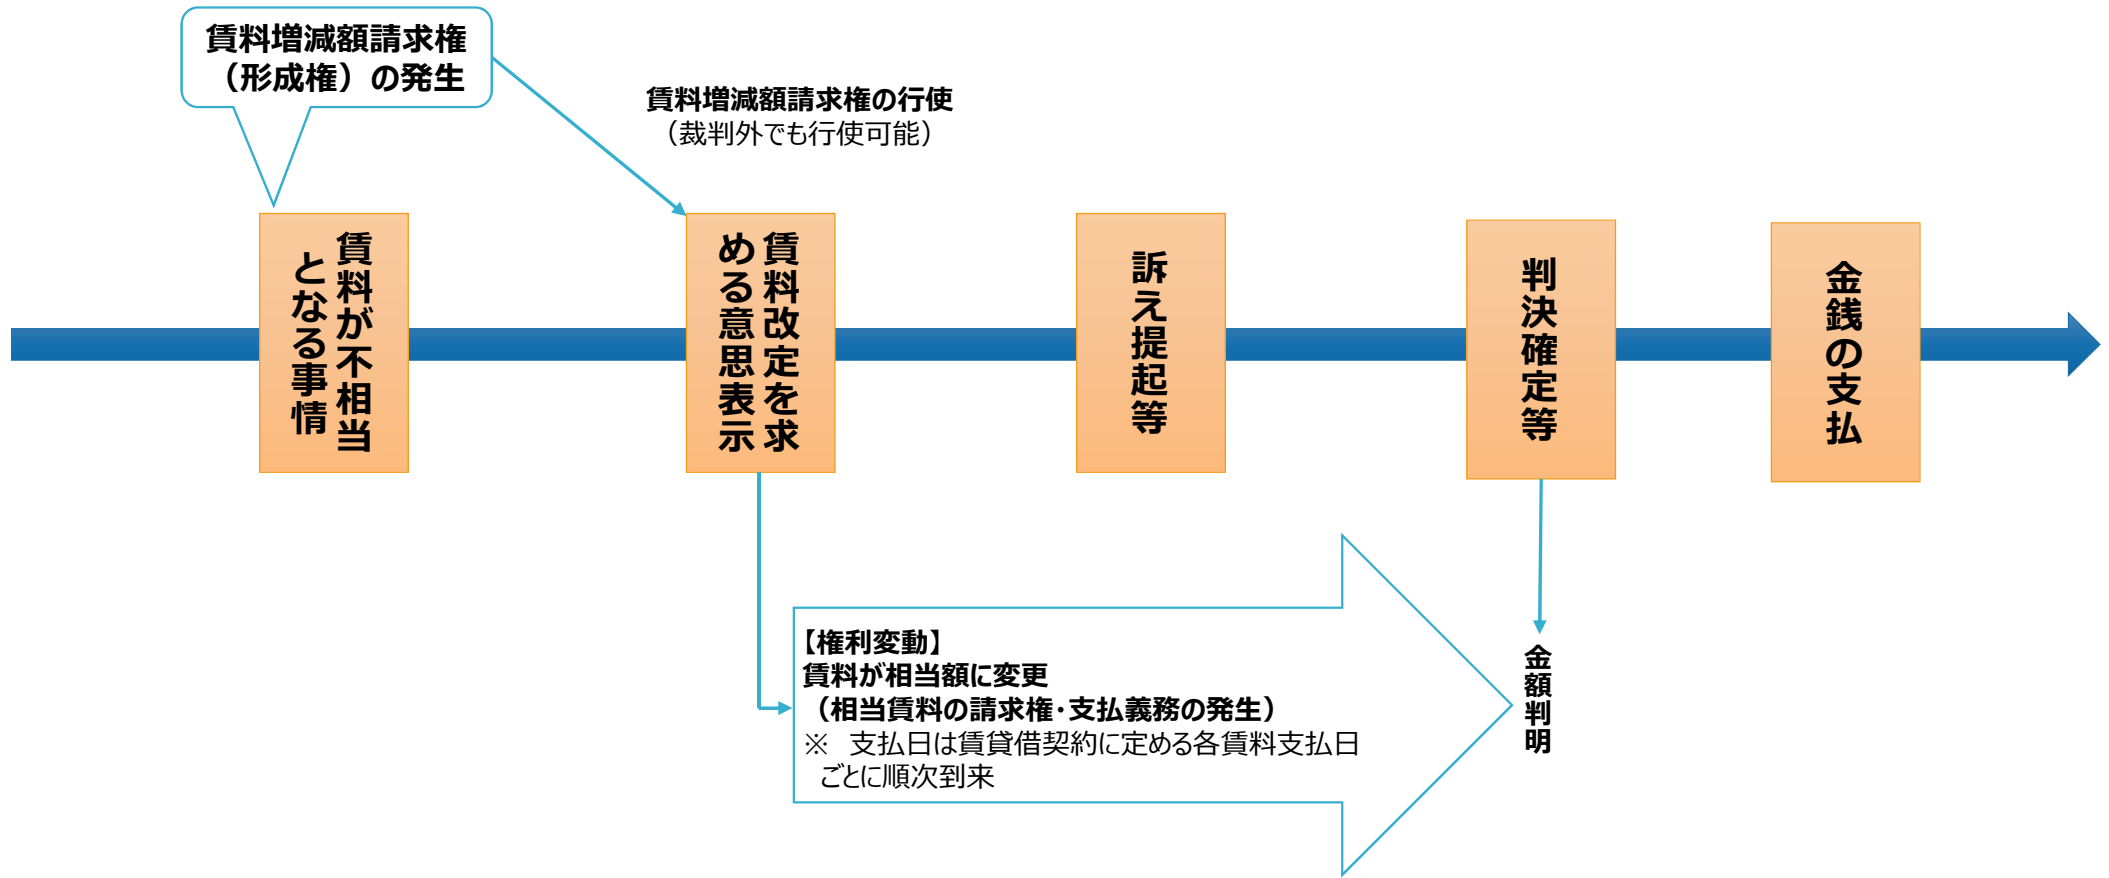 賃料増減額請求権
（形成権）の発生
賃料増減額請求権の行使
（裁判外でも行使可能）
賃料が不相当
となる事情
賃料改定を求
める意思表示
訴え提起等
判決確定等
金銭の支払
【権利変動】
賃料が相当額に変更
（相当賃料の請求権・支払義務の発生）
※　支払日は賃貸借契約に定める各賃料支払日
ごとに順次到来
金額判明